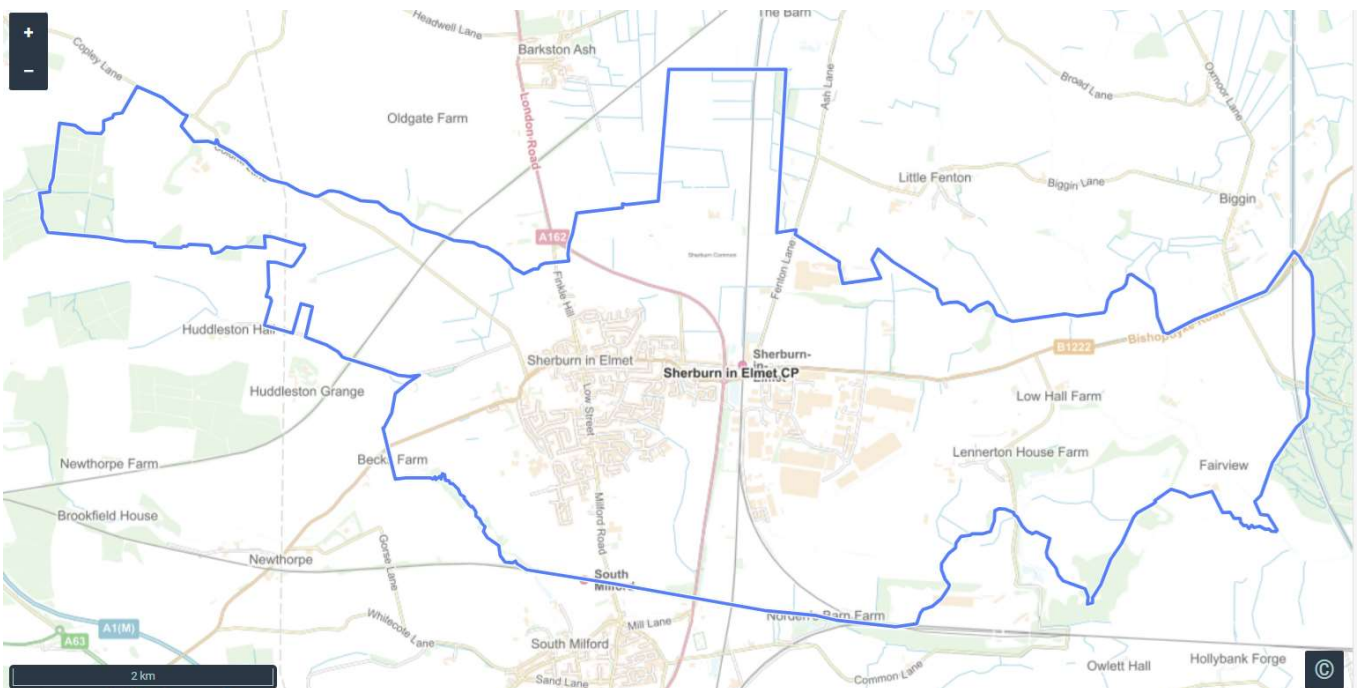 +
−
Headwell Lane
The Barn
Copley Lane
Barkston Ash
Oldgate Farm
London Road
Ash Lane
Broad Lane
Oxmoor Lane
Little Fenton
Biggin Lane
Biggin
A162
Sherburn Common
Fenton Lane
Finkle Hill
Huddleston Hall
Sherburn in Elmet
Sherburn-
in-
Elmet
Sherburn in Elmet CP
B1222
Bishopdyke Road
Huddleston Grange
Low Street
Low Hall Farm
Newthorpe Farm
Beck Farm
Lennerton House Farm
Fairview
Brookfield House
Milford Road
Newthorpe
Gorse Lane
South
Milford
Whitecote Lane
Mill Lane
Norden's Barn Farm
A1(M)
A63
South Milford
Sand Lane
Common Lane
Owlett Hall
Hollybank Forge
2 km
©